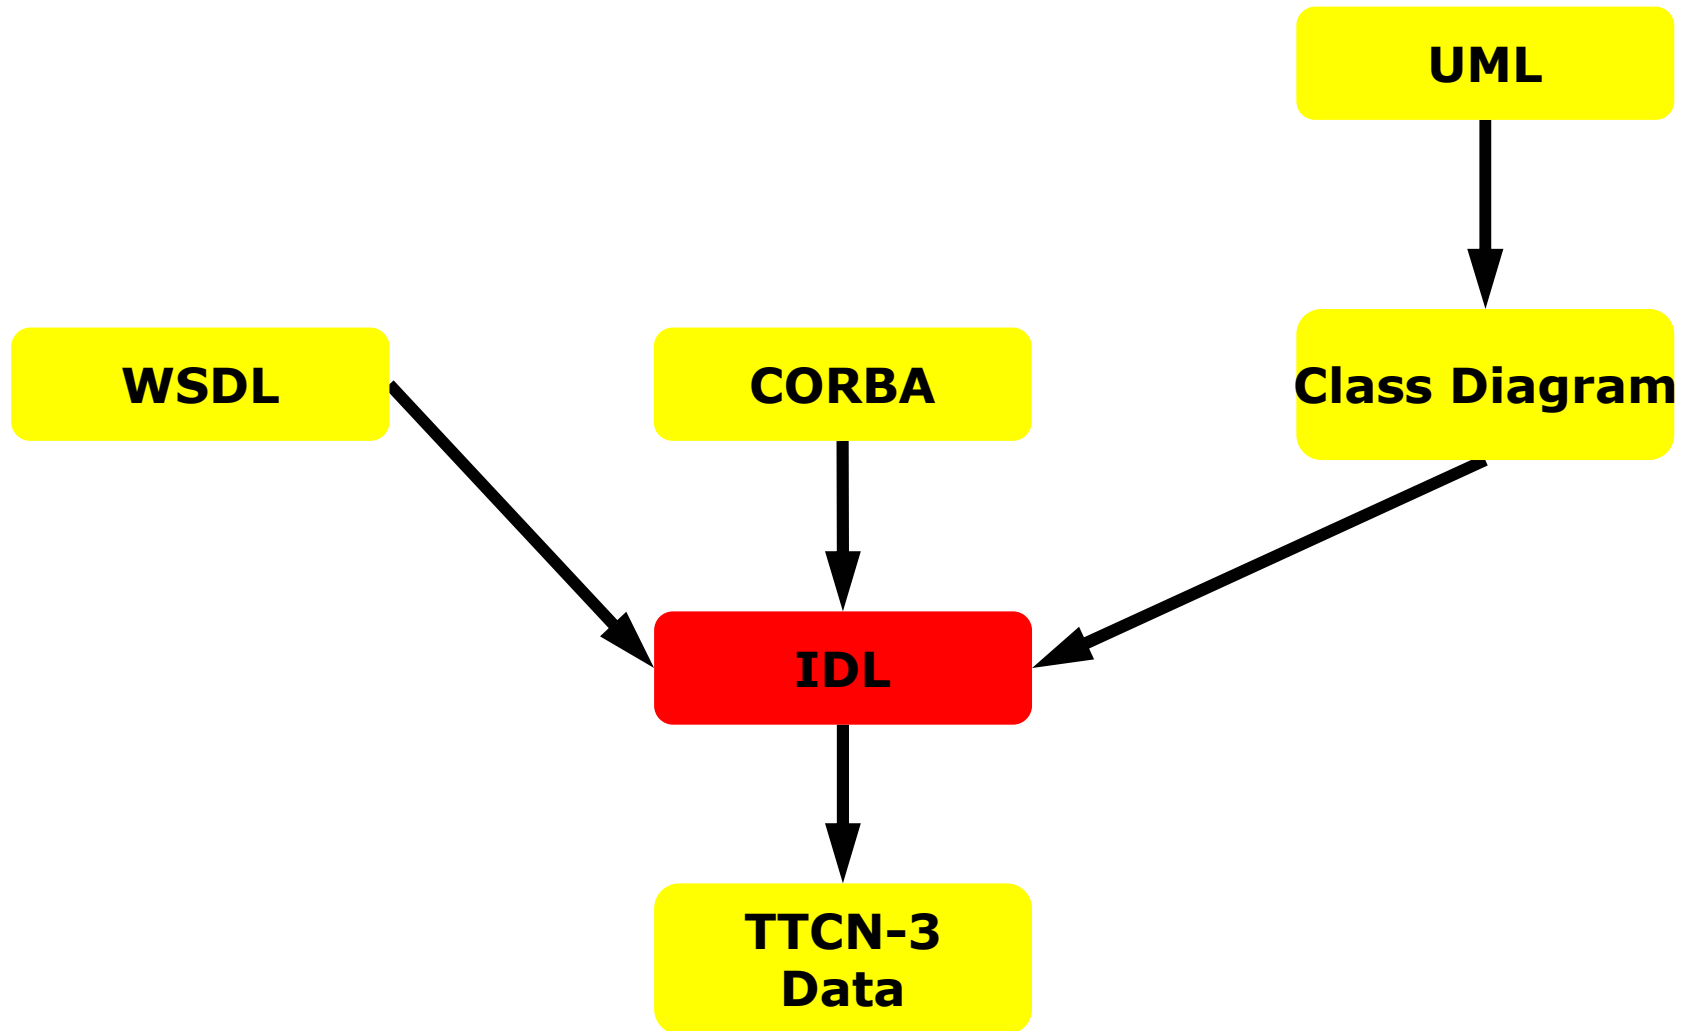 UML
WSDL
CORBA
Class Diagram
IDL
TTCN-3
Data